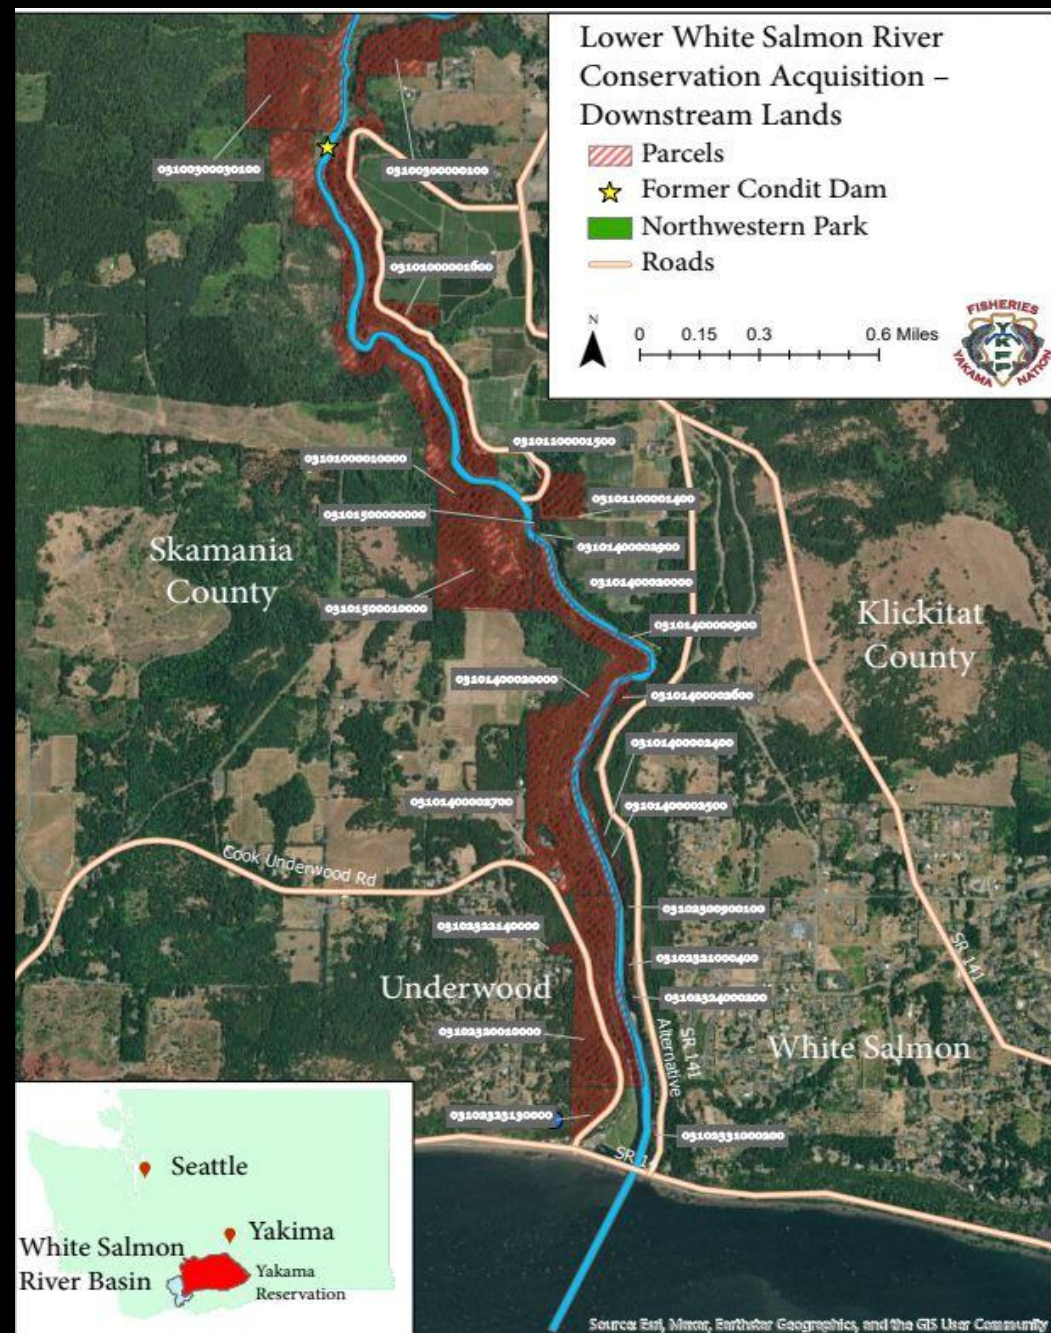 Lower White Salmon River
Conservation Acquisition –
Downstream Lands
Parcels
Former Condit Dam
Northwestern Park
Roads
N
0 0.15 0.3 0.6 Miles
FISHERIES
YKFP
YAKAMA NATION
03100300030100
03100300000100
03101000001600
03101100001500
03101000010000
03101100001400
03101500000000
03101400002900
Skamania
County
03101400020000
03101500010000
03101400000900
Klickitat
County
03101400020000
03101400002600
03101400002400
03101400002700
03101400002500
Cook Underwood Rd
03102300900100
03102322140000
SR 141
03102321000400
Underwood
03102324000200
03102320010000
SR 141
Alternative
White Salmon
03102323130000
03102331000200
Seattle
Yakima
White Salmon
River Basin
Yakama
Reservation
Source: Esri, Maxar, Earthstar Geographics, and the GIS User Community